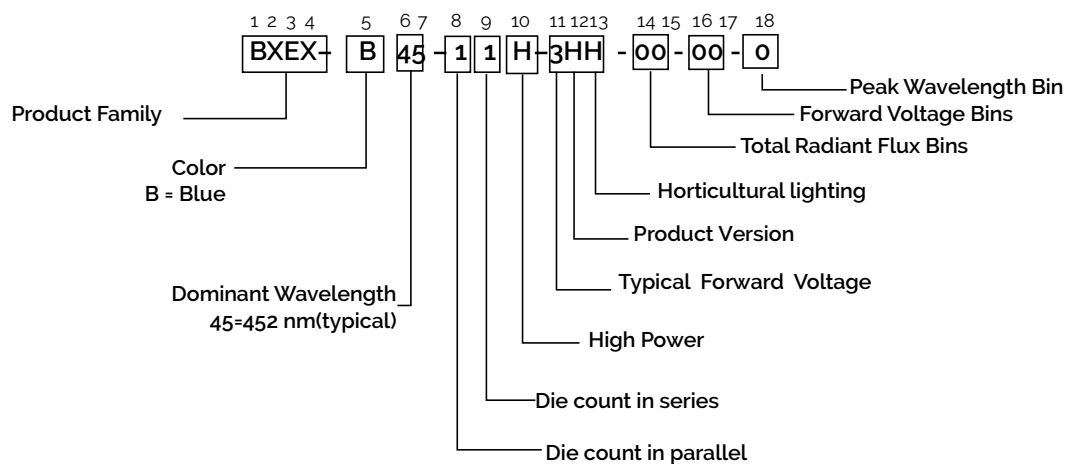 1 2 3 4 5 6 7 8 9 10 11 12 13 14 15 16 17 18
BXEX- B 45 - 1 1 H -3HH - 00 - 00 - 0
Peak Wavelength Bin
Product Family
Forward Voltage Bins
Total Radiant Flux Bins
Color
B = Blue
Horticultural lighting
Product Version
Typical Forward Voltage
Dominant Wavelength
45=452 nm(typical)
High Power
Die count in series
Die count in parallel